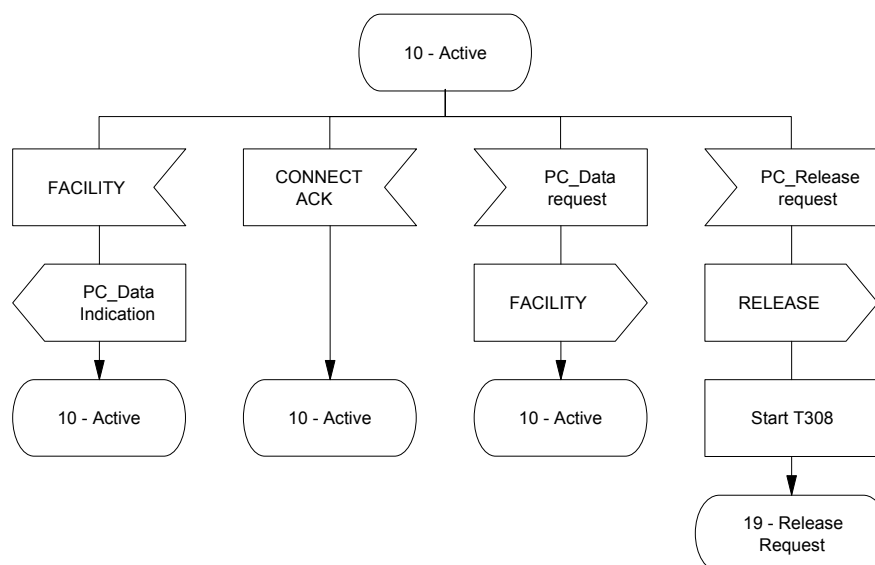 10 - Active
FACILITY
CONNECT
ACK
PC_Data
request
PC_Release
request
PC_Data
Indication
FACILITY
RELEASE
10 - Active
10 - Active
10 - Active
Start T308
19 - Release
Request